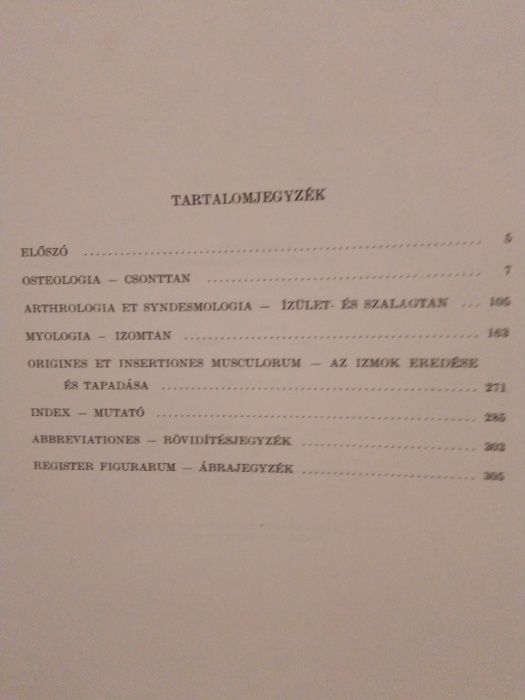 TARTALOMJEGYZÉK
ELŐSZÓ 5
OSTEOLOGIA – CSONTTAN 7
ARTHROLOGIA ET SYNDESMOLOGIA – ÍZÜLET- ÉS SZALAGTAN 105
MYOLOGIA – IZOMTAN 163
ORIGINES ET INSERTIONES MUSCULORUM – AZ IZMOK EREDÉSE
ÉS TAPADÁSA 271
INDEX – MUTATÓ 285
ABBREVIATIONES – RÖVIDÍTÉSJEGYZÉK 303
REGISTER FIGURARUM – ÁBRAJEGYZÉK 305